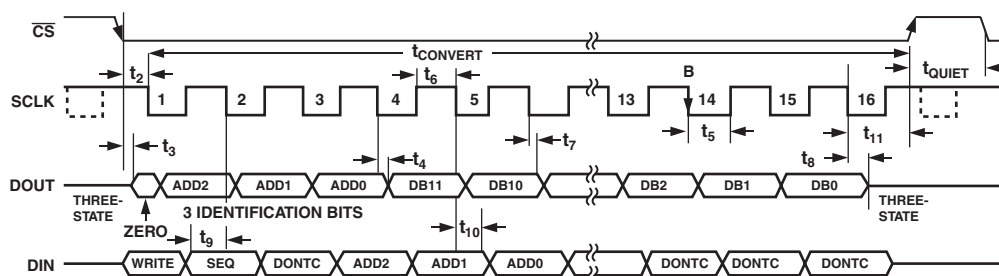 CS
tCONVERT
t2
t6
B
tQUIET
SCLK
1 2 3 4 5 13 14 15 16
t3
t4
t7
t5
t8
t11
DOUT
ADD2 ADD1 ADD0 DB11 DB10 DB2 DB1 DB0
THREE-
STATE
THREE-
STATE
3 IDENTIFICATION BITS
ZERO
t9
t10
DIN
WRITE SEQ DONTC ADD2 ADD1 ADD0 DONTC DONTC DONTC